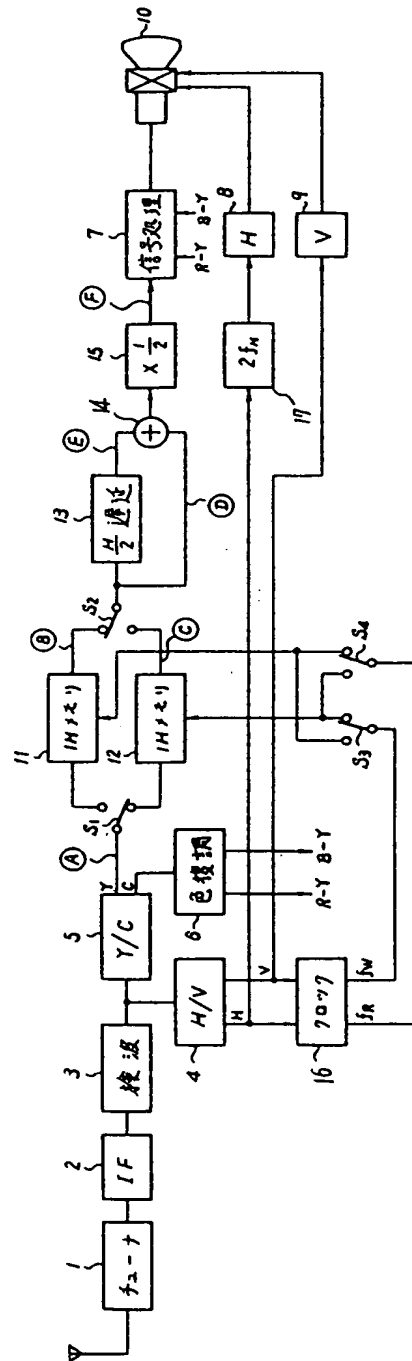 1
チューナ
2
IF
3
検波
4
H/V
H
V
5
Y/C
Y
C
6
色復調
R-Y
B-Y
Ⓐ
S1
11
1Hメモリ
12
1Hメモリ
Ⓑ
Ⓒ
S2
13
H/2 遅延
Ⓔ
Ⓓ
14
+
15
× 1/2
Ⓕ
7
信号処理
R-Y
B-Y
10
8
H
9
V
17
2fH
16
クロック
fR
fW
S3
S4